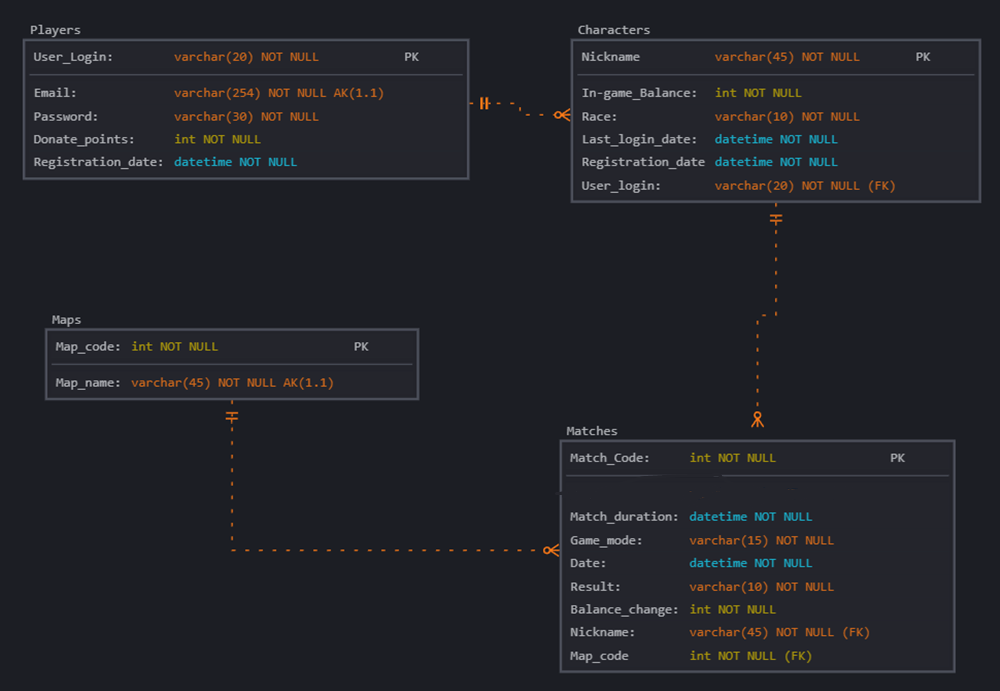 Players
User_Login: varchar(20) NOT NULL PK
Email: varchar(254) NOT NULL AK(1.1)
Password: varchar(30) NOT NULL
Donate_points: int NOT NULL
Registration_date: datetime NOT NULL
Characters
Nickname varchar(45) NOT NULL PK
In-game_Balance: int NOT NULL
Race: varchar(10) NOT NULL
Last_login_date: datetime NOT NULL
Registration_date datetime NOT NULL
User_login: varchar(20) NOT NULL (FK)
Maps
Map_code: int NOT NULL PK
Map_name: varchar(45) NOT NULL AK(1.1)
Matches
Match_Code: int NOT NULL PK
Match_duration: datetime NOT NULL
Game_mode: varchar(15) NOT NULL
Date: datetime NOT NULL
Result: varchar(10) NOT NULL
Balance_change: int NOT NULL
Nickname: varchar(45) NOT NULL (FK)
Map_code int NOT NULL (FK)